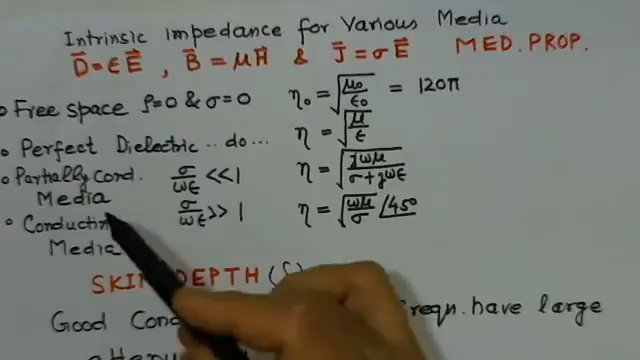 Intrinsic impedance for Various Media
D⃗ = ϵE⃗, B⃗ = μH⃗ & J⃗ = σE⃗ MED. PROP.
• Free space ρ=0 & σ=0 η₀ = √(μ₀/ϵ₀) = 120π
• Perfect Dielectric .. do... η = √(μ/ϵ)
• Partially Cond. Media σ/ωϵ << 1 η = √(jωμ/(σ+jωϵ))
• Conducting Media σ/ωϵ >> 1 η = √(ωμ/σ) ∠45°
SKIN DEPTH (
Good Con freqn. have large